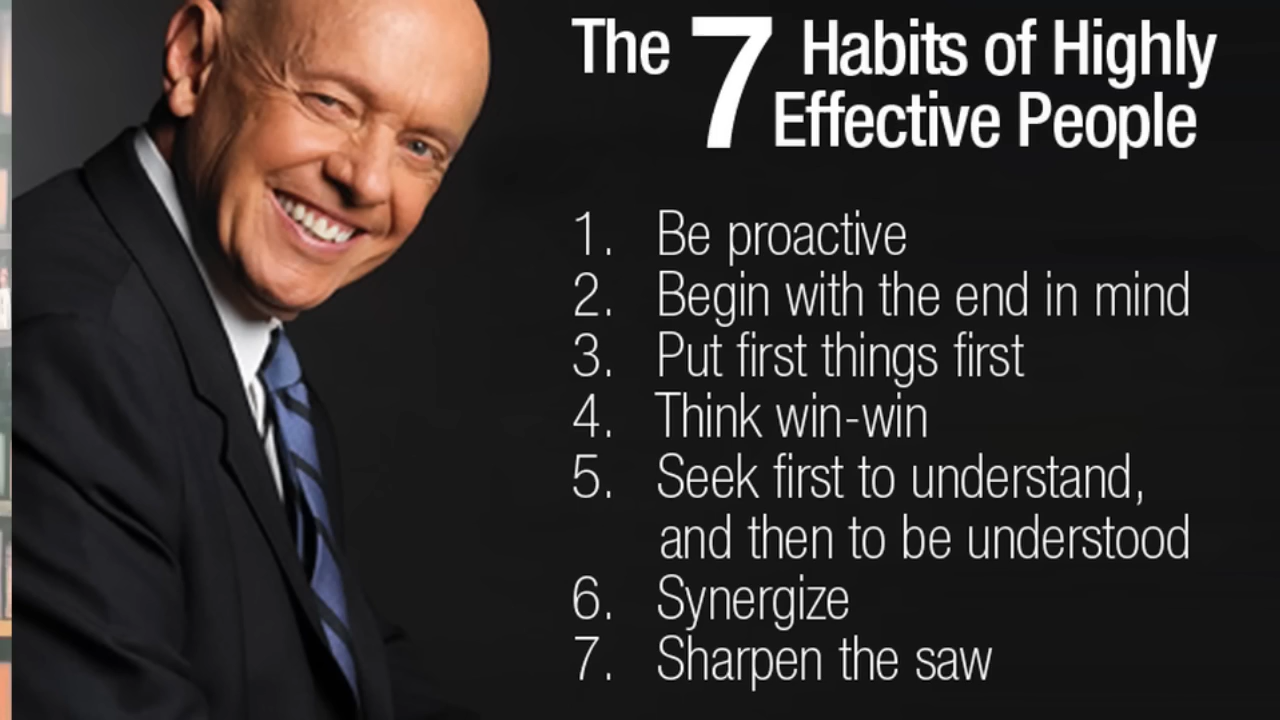 The 7 Habits of Highly
Effective People
1. Be proactive
2. Begin with the end in mind
3. Put first things first
4. Think win-win
5. Seek first to understand,
and then to be understood
6. Synergize
7. Sharpen the saw